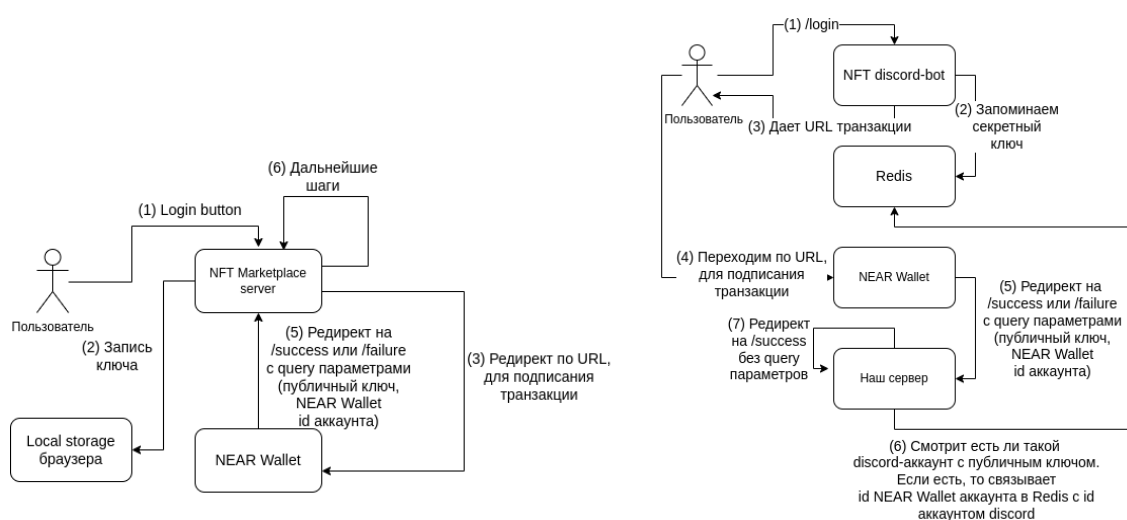 (6) Дальнейшие
шаги
(1) Login button
NFT Marketplace
server
Пользователь
(2) Запись
ключа
(5) Редирект на
/success или /failure
с query параметрами
(публичный ключ,
NEAR Wallet
id аккаунта)
(3) Редирект по URL,
для подписания
транзакции
Local storage
браузера
NEAR Wallet
(1) /login
NFT discord-bot
Пользователь
(2) Запоминаем
секретный
ключ
(3) Дает URL транзакции
Redis
(4) Переходим по URL,
для подписания
транзакции
NEAR Wallet
(5) Редирект на
/success или /failure
с query параметрами
(публичный ключ,
NEAR Wallet
id аккаунта)
(7) Редирект
на /success
без query
параметров
Наш сервер
(6) Смотрит есть ли такой
discord-аккаунт с публичным ключом.
Если есть, то связывает
id NEAR Wallet аккаунта в Redis с id
аккаунтом discord